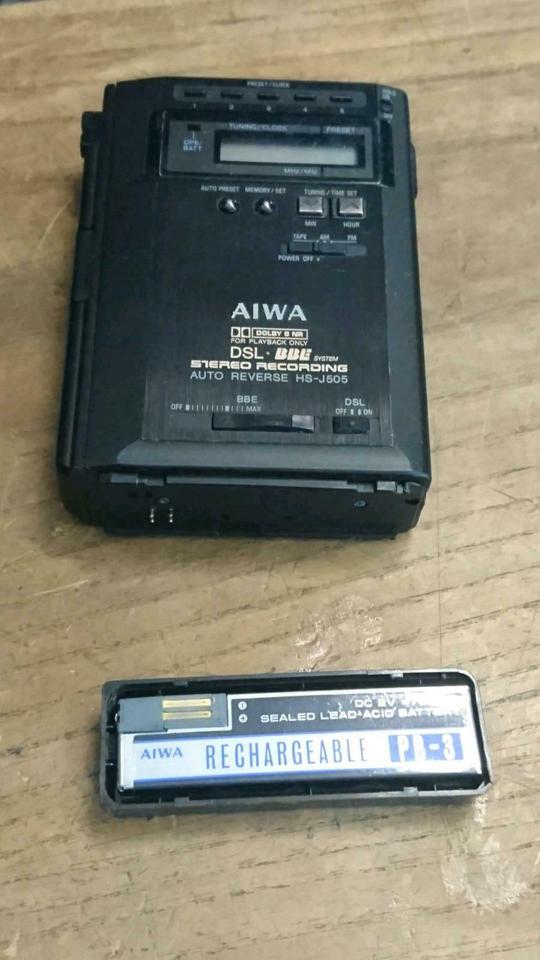 PRESET/CLOCK
1 2 3 4 5
TUNING/CLOCK PRESET
OPE/
BATT
MHz/kHz
AUTO PRESET MEMORY/SET TUNING/TIME SET
MIN HOUR
TAPE AM FM
POWER OFF
AIWA
DOLBY B NR
FOR PLAYBACK ONLY
DSL·BBE SYSTEM
STEREO RECORDING
AUTO REVERSE HS-J505
BBE DSL
OFF MAX OFF ON
DC 2V
SEALED LEAD-ACID BATTERY
AIWA RECHARGEABLE